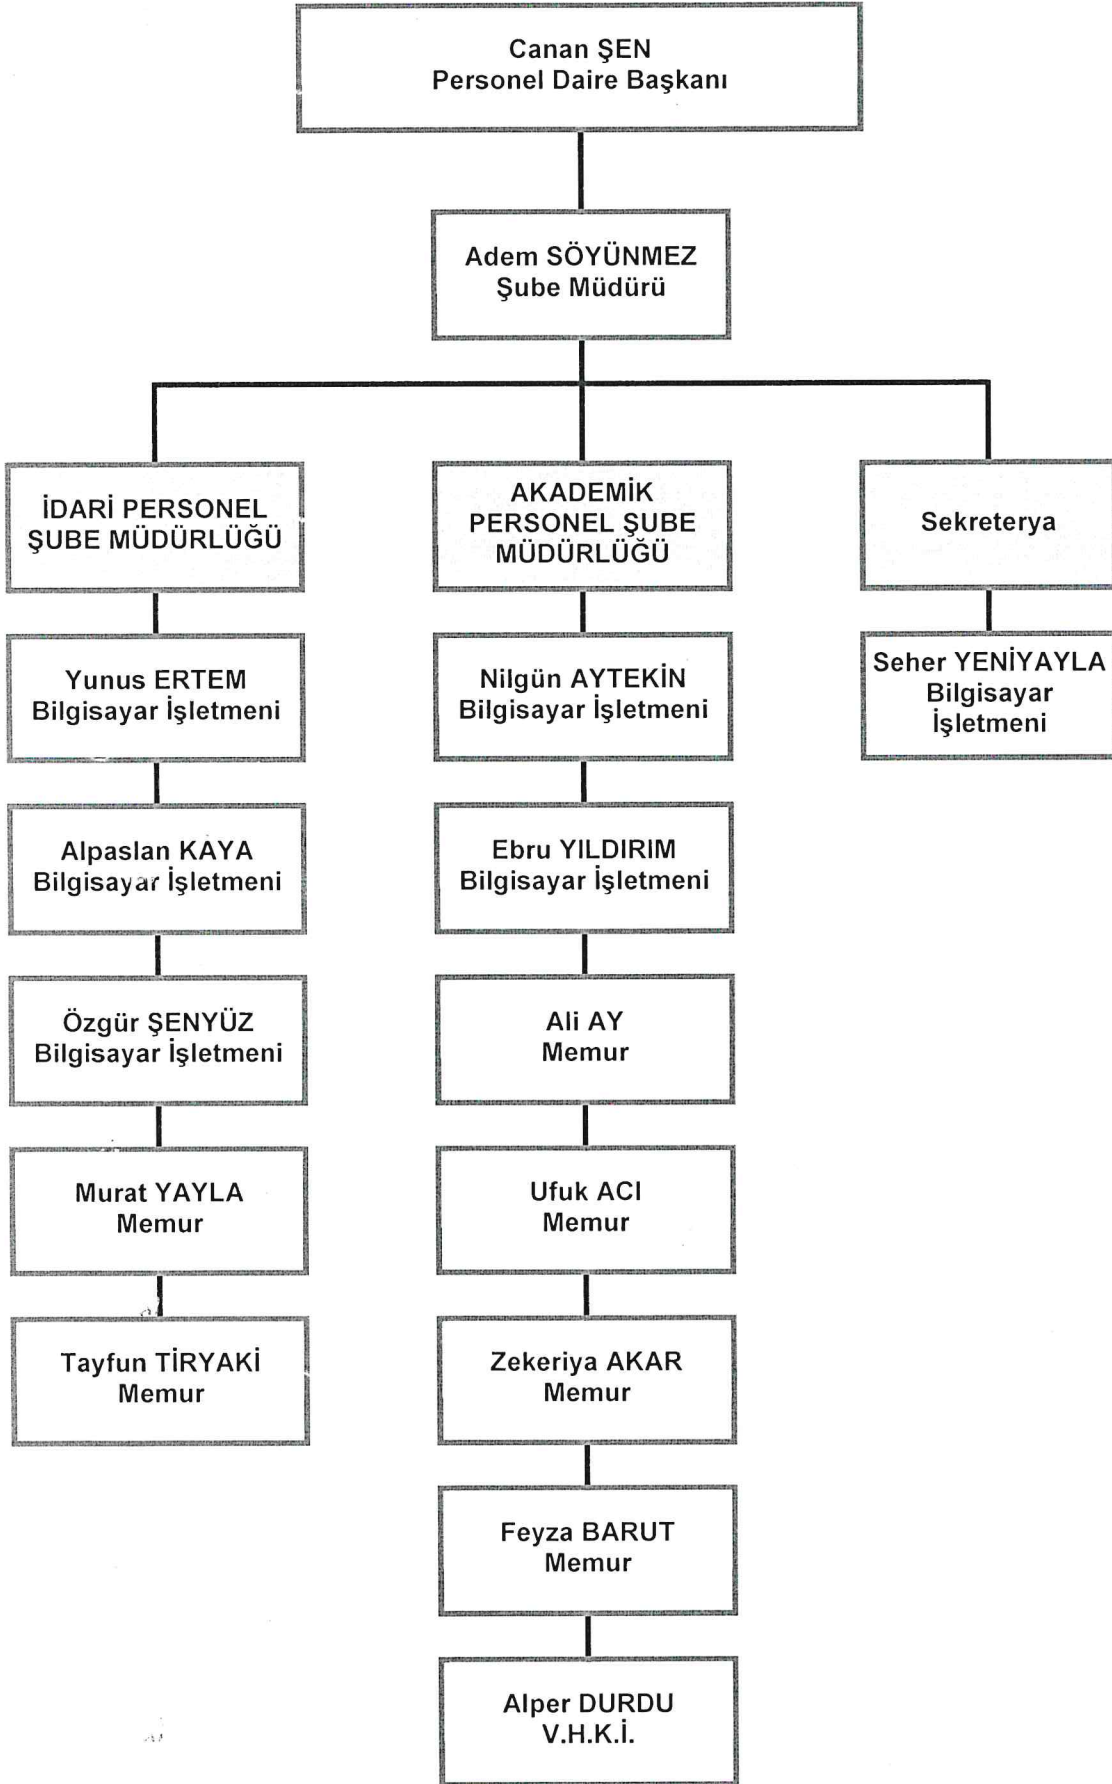 Canan ŞEN
Personel Daire Başkanı
Adem SÖYÜNMEZ
Şube Müdürü
İDARİ PERSONEL
ŞUBE MÜDÜRLÜĞÜ
Yunus ERTEM
Bilgisayar İşletmeni
Alpaslan KAYA
Bilgisayar İşletmeni
Özgür ŞENYÜZ
Bilgisayar İşletmeni
Murat YAYLA
Memur
Tayfun TİRYAKİ
Memur
AKADEMİK
PERSONEL ŞUBE
MÜDÜRLÜĞÜ
Nilgün AYTEKİN
Bilgisayar İşletmeni
Ebru YILDIRIM
Bilgisayar İşletmeni
Ali AY
Memur
Ufuk ACI
Memur
Zekeriya AKAR
Memur
Feyza BARUT
Memur
Alper DURDU
V.H.K.İ.
Sekreterya
Seher YENİYAYLA
Bilgisayar
İşletmeni